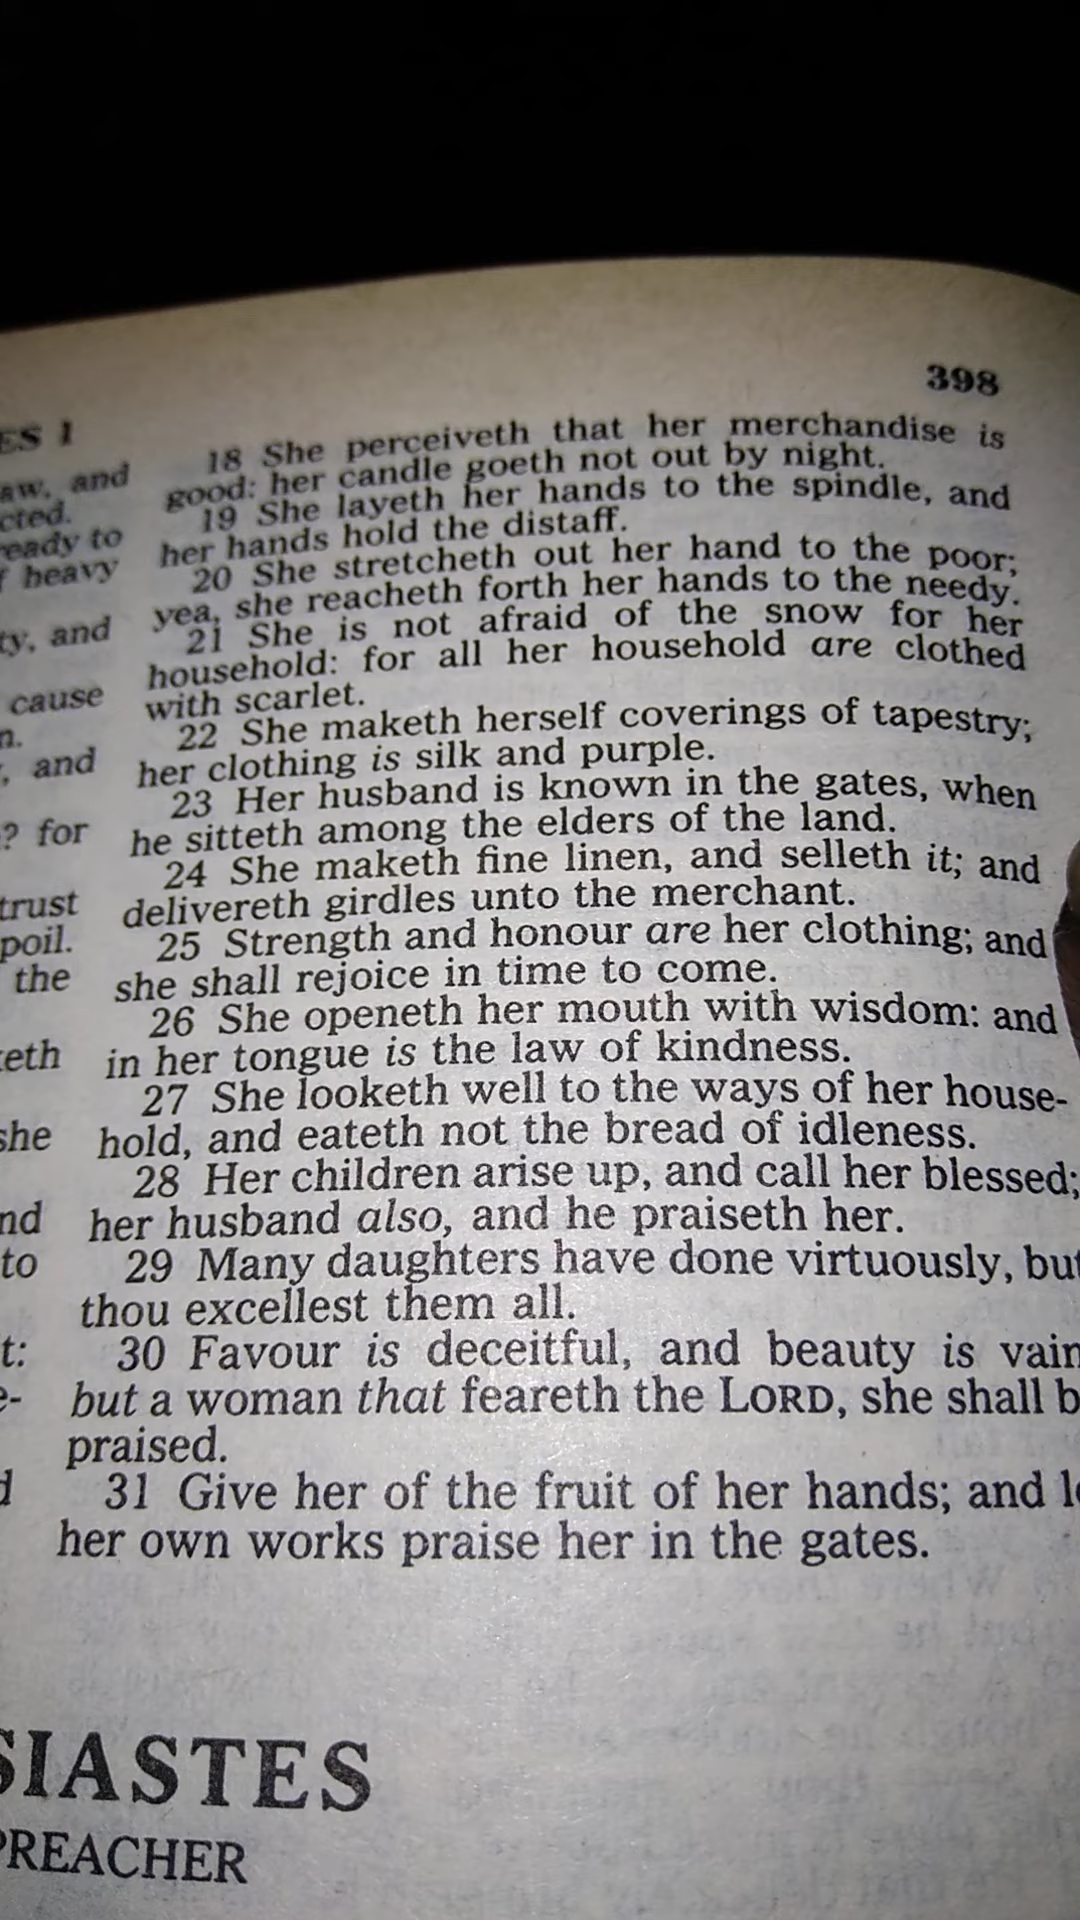 398
ES 1
aw, and
cted.
ready to
f heavy
ty, and
cause
n.
, and
? for
trust
poil.
the
keth
she
nd
to
t:
e-
d
18 She perceiveth that her merchandise is
good: her candle goeth not out by night.
19 She layeth her hands to the spindle, and
her hands hold the distaff.
20 She stretcheth out her hand to the poor;
yea, she reacheth forth her hands to the needy.
21 She is not afraid of the snow for her
household: for all her household are clothed
with scarlet.
22 She maketh herself coverings of tapestry;
her clothing is silk and purple.
23 Her husband is known in the gates, when
he sitteth among the elders of the land.
24 She maketh fine linen, and selleth it; and
delivereth girdles unto the merchant.
25 Strength and honour are her clothing; and
she shall rejoice in time to come.
26 She openeth her mouth with wisdom: and
in her tongue is the law of kindness.
27 She looketh well to the ways of her house-
hold, and eateth not the bread of idleness.
28 Her children arise up, and call her blessed;
her husband also, and he praiseth her.
29 Many daughters have done virtuously, but
thou excellest them all.
30 Favour is deceitful, and beauty is vain
but a woman that feareth the LORD, she shall b
praised.
31 Give her of the fruit of her hands; and le
her own works praise her in the gates.
SIASTES
PREACHER